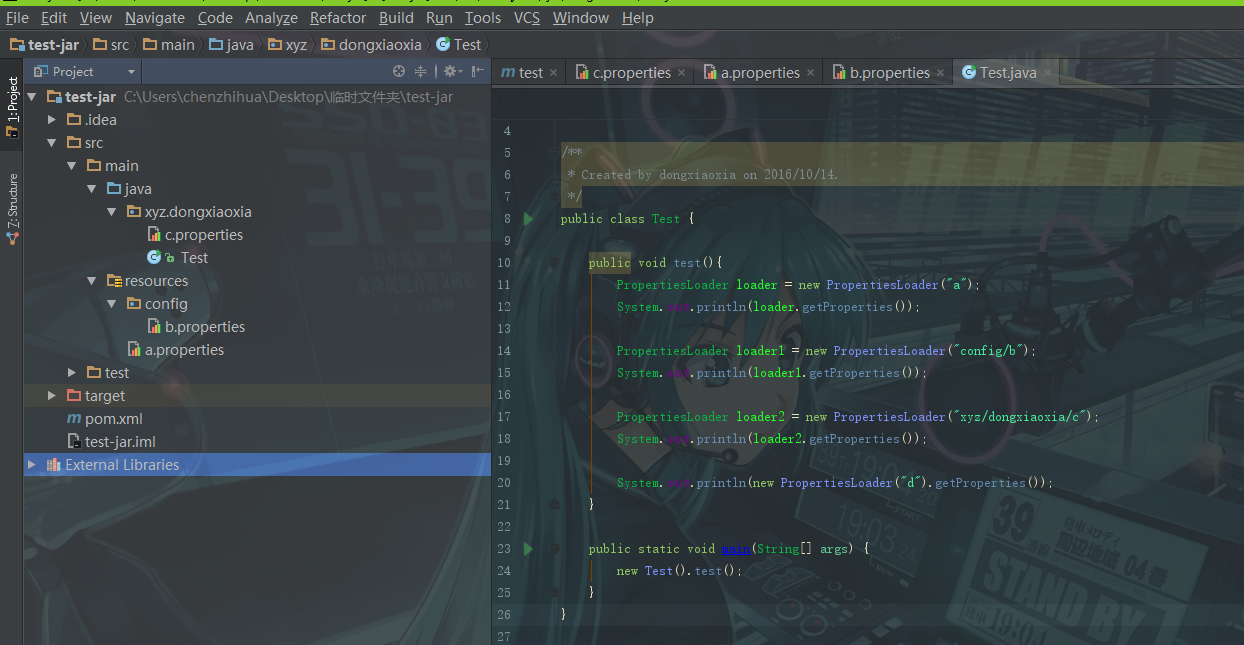 File Edit View Navigate Code Analyze Refactor Build Run Tools VCS Window Help
test-jar src main java xyz dongxiaoxia Test
1: Project
7: Structure
Project
test-jar C:\Users\chenzhihua\Desktop\临时文件夹\test-jar
.idea
src
main
java
xyz.dongxiaoxia
c.properties
Test
resources
config
b.properties
a.properties
test
target
m pom.xml
test-jar.iml
External Libraries
m test × c.properties × a.properties × b.properties × Test.java ×
4
5 /**
6 * Created by dongxiaoxia on 2016/10/14.
7 */
8 public class Test {
9
10 public void test(){
11 PropertiesLoader loader = new PropertiesLoader("a");
12 System.out.println(loader.getProperties());
13
14 PropertiesLoader loader1 = new PropertiesLoader("config/b");
15 System.out.println(loader1.getProperties());
16
17 PropertiesLoader loader2 = new PropertiesLoader("xyz/dongxiaoxia/c");
18 System.out.println(loader2.getProperties());
19
20 System.out.println(new PropertiesLoader("d").getProperties());
21 }
22
23 public static void main(String[] args) {
24 new Test().test();
25 }
26 }
27
39
STAND BY
19:03
19:04